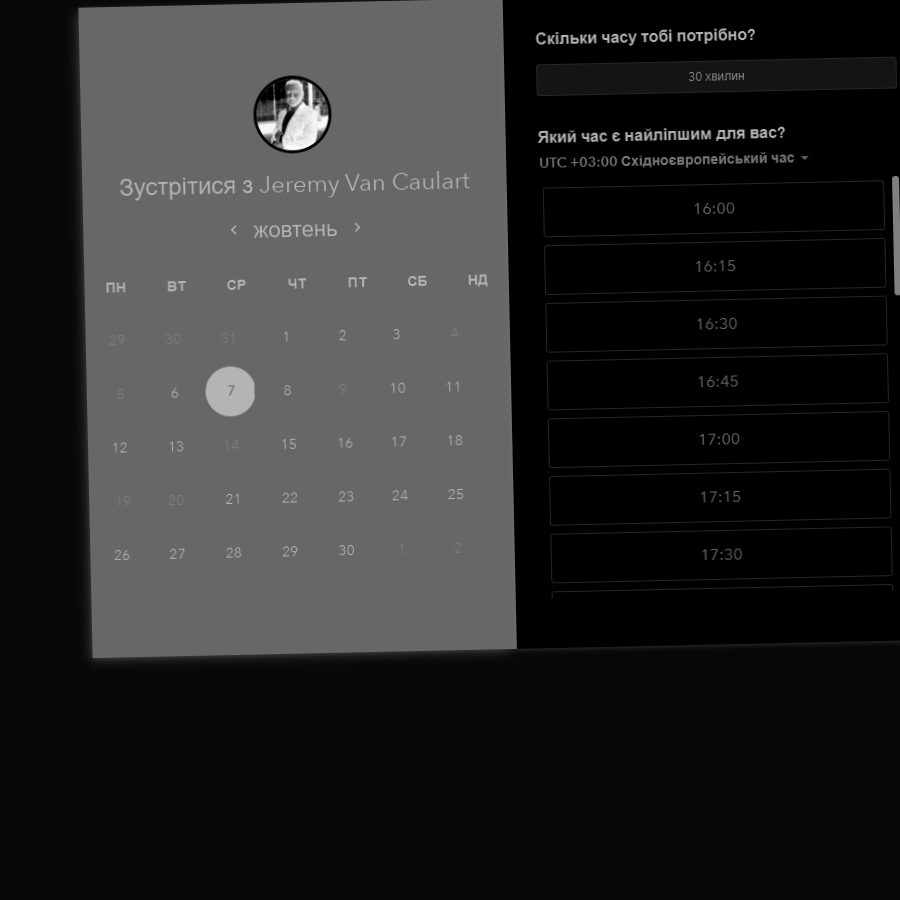 Зустрітися з Jeremy Van Caulart
жовтень
ПН ВТ СР ЧТ ПТ СБ НД
29 30 31 1 2 3 4
5 6 7 8 9 10 11
12 13 14 15 16 17 18
19 20 21 22 23 24 25
26 27 28 29 30 1 2
Скільки часу тобі потрібно?
30 хвилин
Який час є найліпшим для вас?
UTC +03:00 Східноєвропейський час
16:00
16:15
16:30
16:45
17:00
17:15
17:30